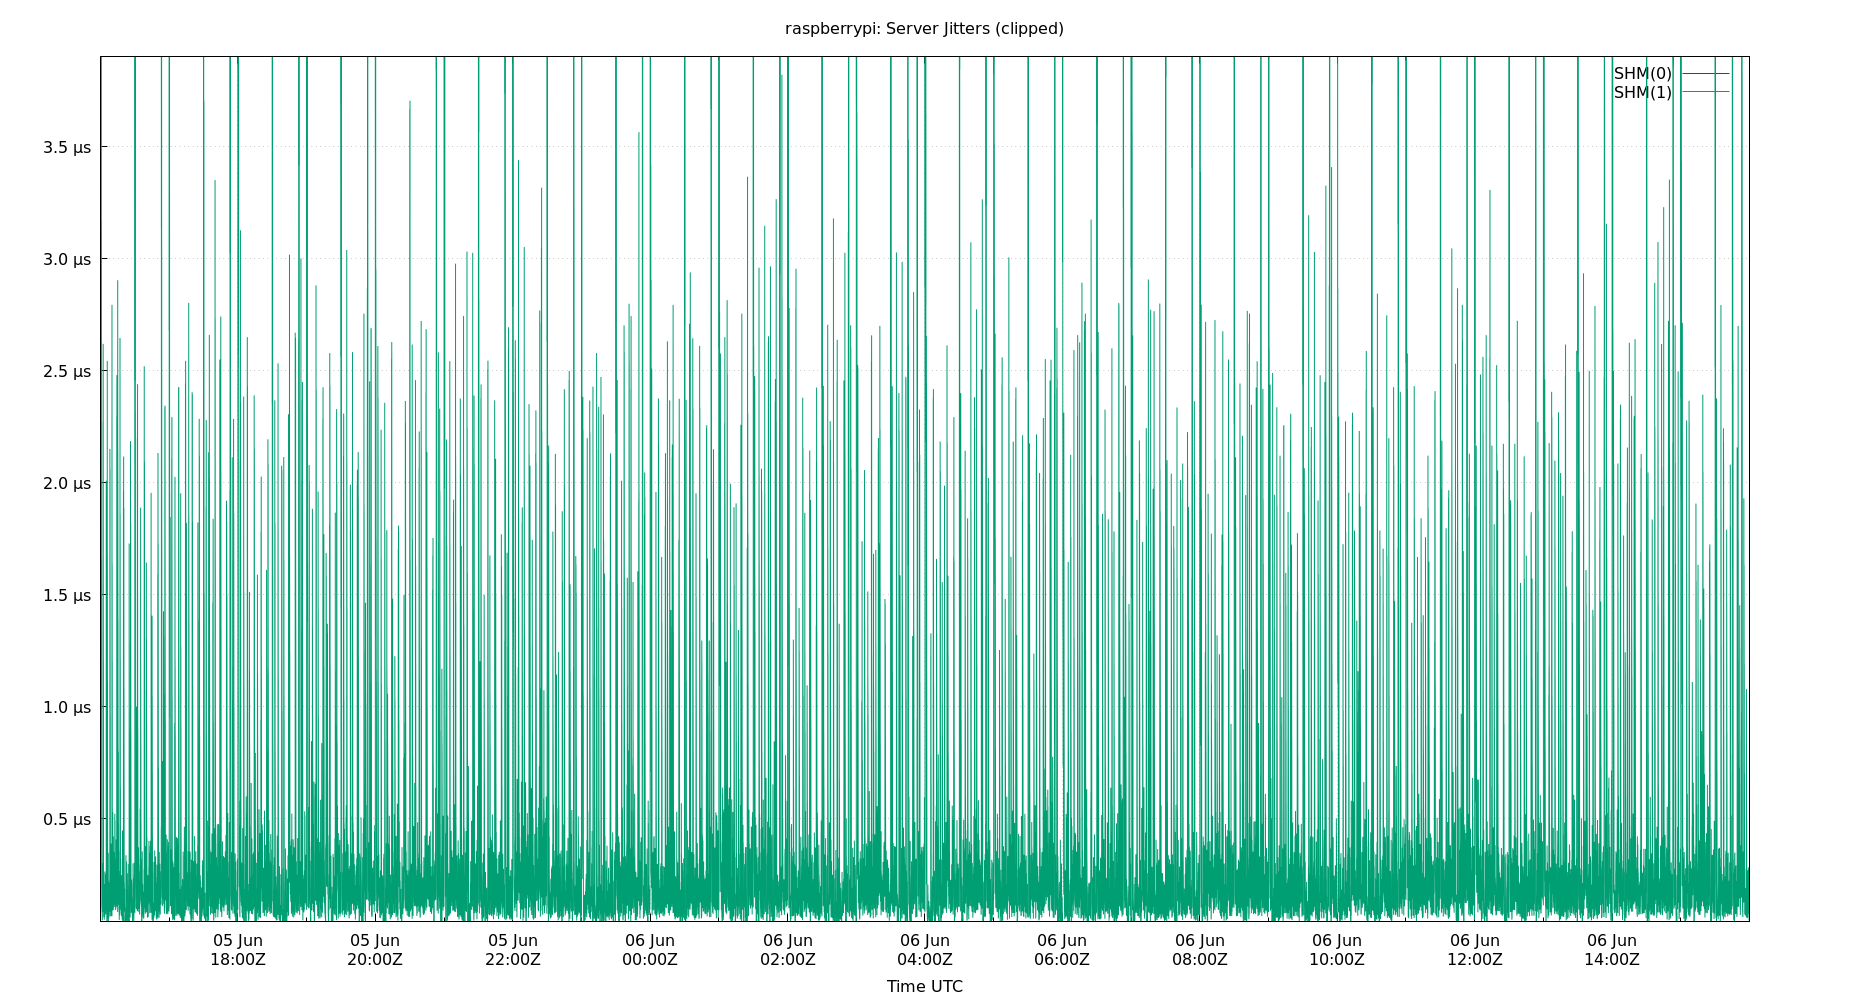 raspberrypi: Server Jitters (clipped)
SHM(0)
SHM(1)
3.5 µs
3.0 µs
2.5 µs
2.0 µs
1.5 µs
1.0 µs
0.5 µs
05 Jun 05 Jun 05 Jun 06 Jun 06 Jun 06 Jun 06 Jun 06 Jun 06 Jun 06 Jun 06 Jun
18:00Z 20:00Z 22:00Z 00:00Z 02:00Z 04:00Z 06:00Z 08:00Z 10:00Z 12:00Z 14:00Z
Time UTC